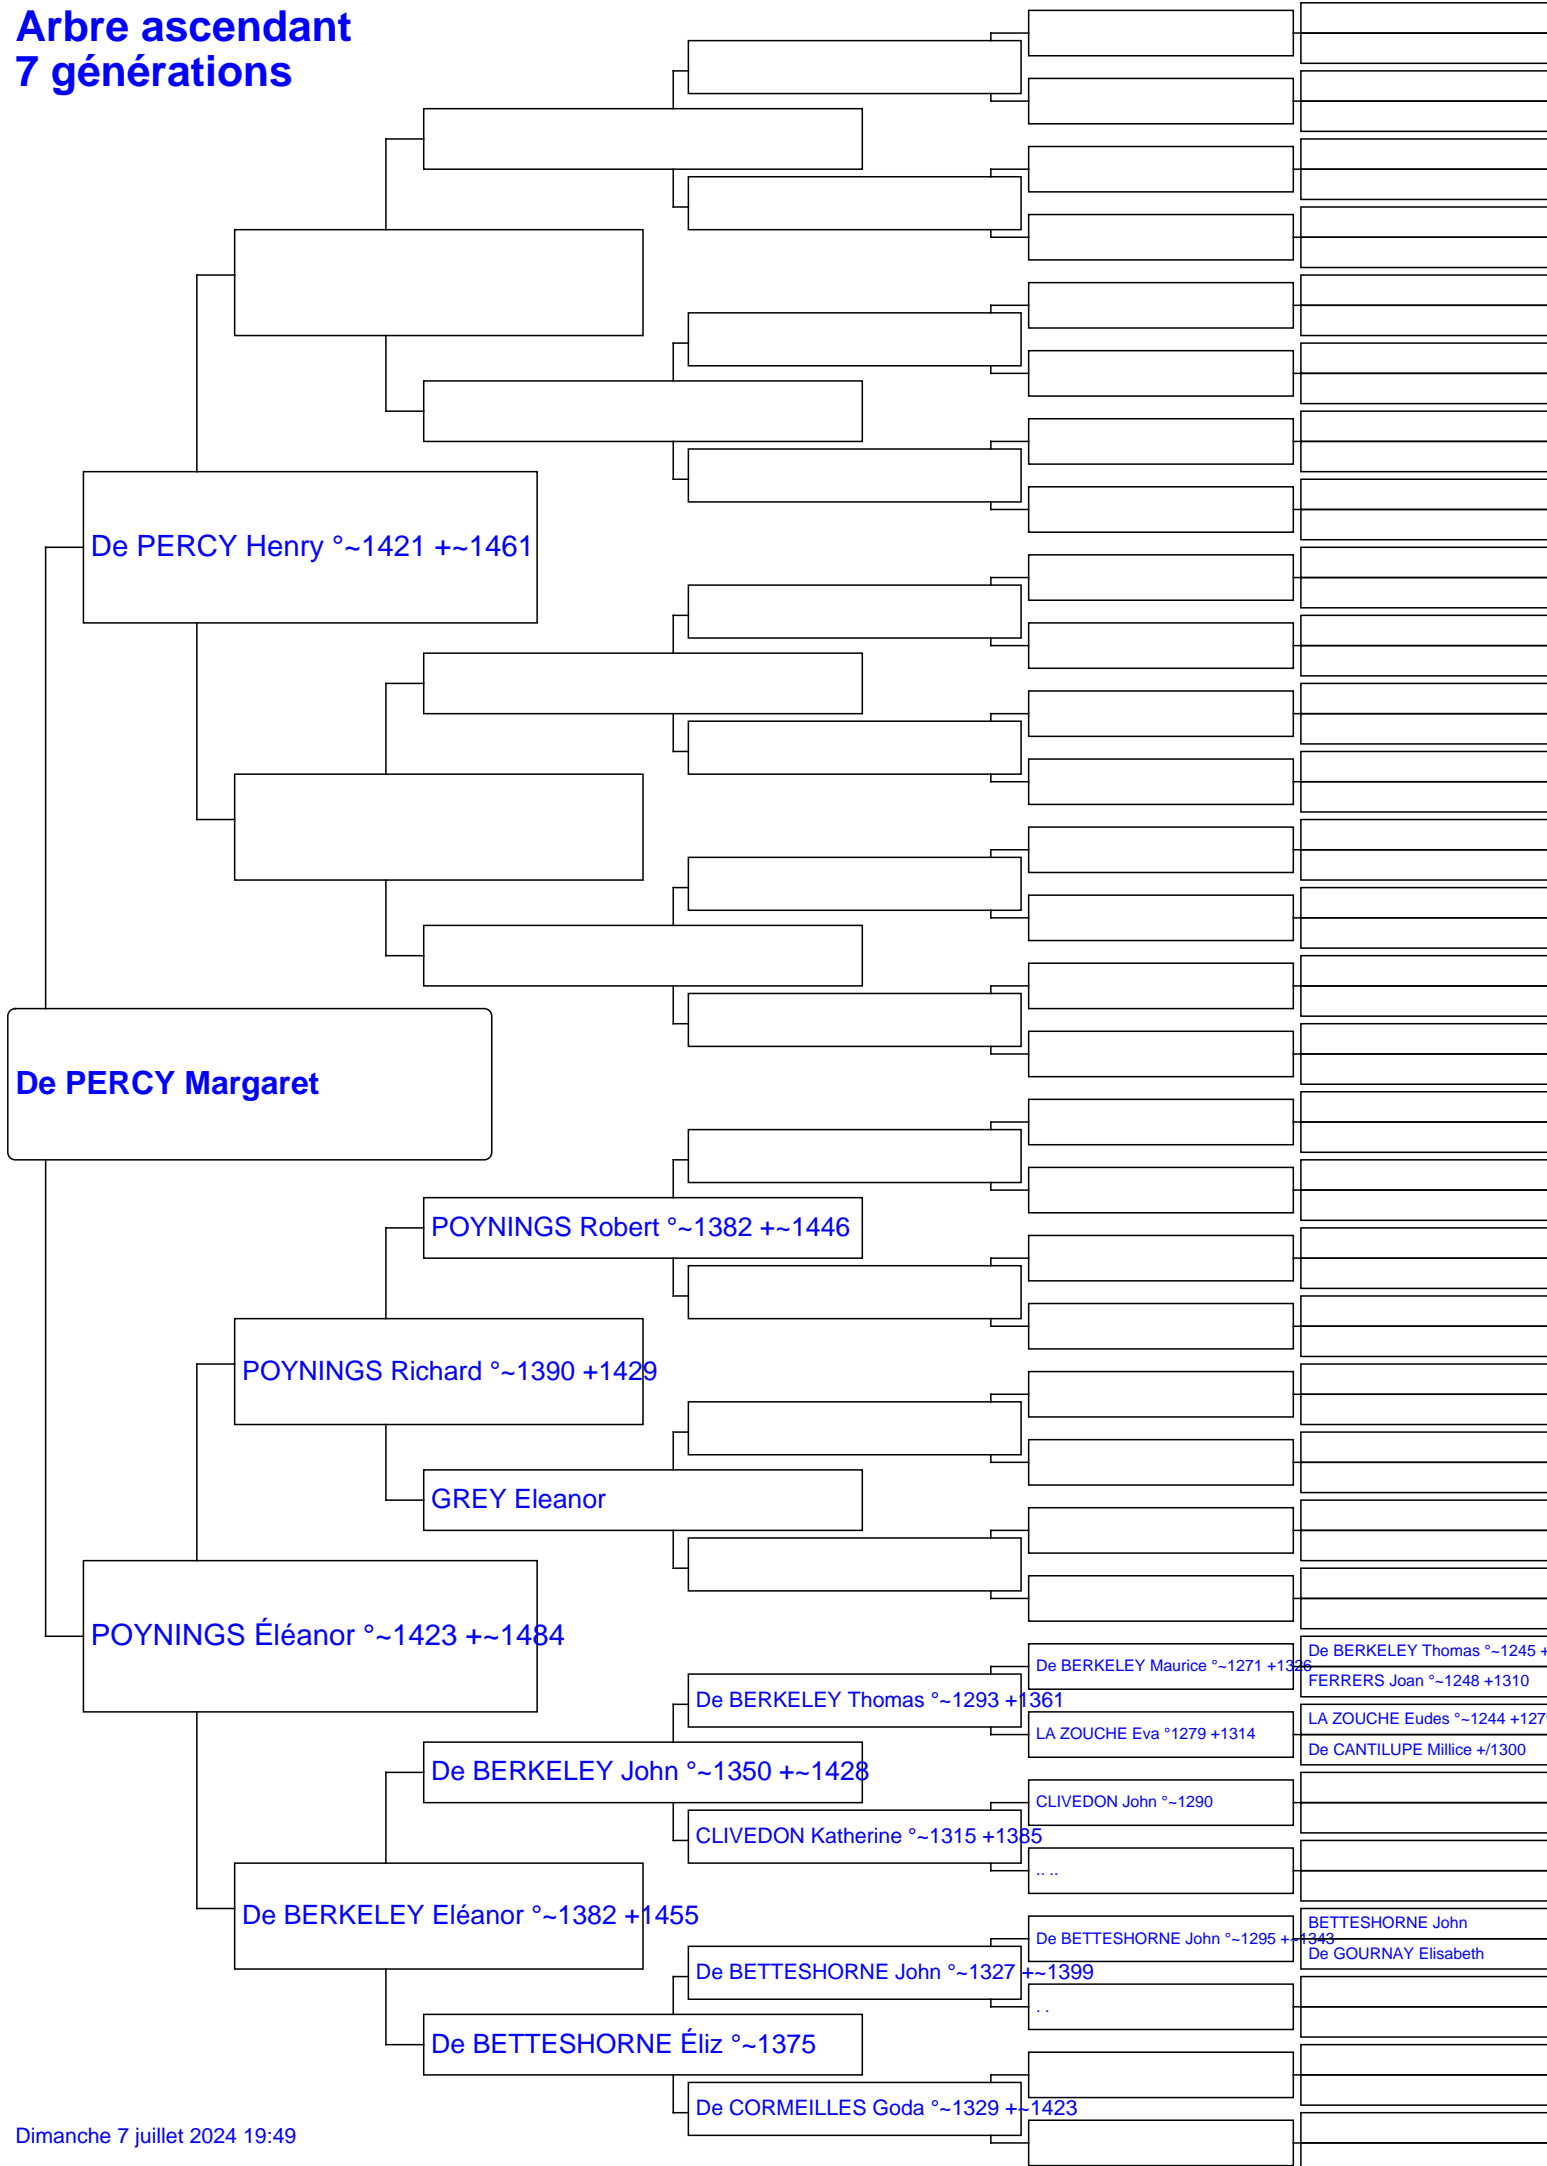 Arbre ascendant
7 générations
De PERCY Henry °~1421 +~1461
De PERCY Margaret
POYNINGS Robert °~1382 +~1446
POYNINGS Richard °~1390 +1429
GREY Eleanor
POYNINGS Éléanor °~1423 +~1484
De BERKELEY Thomas °~1245 +
De BERKELEY Maurice °~1271 +1326
FERRERS Joan °~1248 +1310
De BERKELEY Thomas °~1293 +1361
LA ZOUCHE Eudes °~1244 +127
LA ZOUCHE Eva °1279 +1314
De CANTILUPE Millice +/1300
De BERKELEY John °~1350 +~1428
CLIVEDON John °~1290
CLIVEDON Katherine °~1315 +1385
.. ..
De BERKELEY Eléanor °~1382 +1455
BETTESHORNE John
De BETTESHORNE John °~1295 +~1343
De GOURNAY Elisabeth
De BETTESHORNE John °~1327 +~1399
. .
De BETTESHORNE Éliz °~1375
De CORMEILLES Goda °~1329 +~1423
Dimanche 7 juillet 2024 19:49